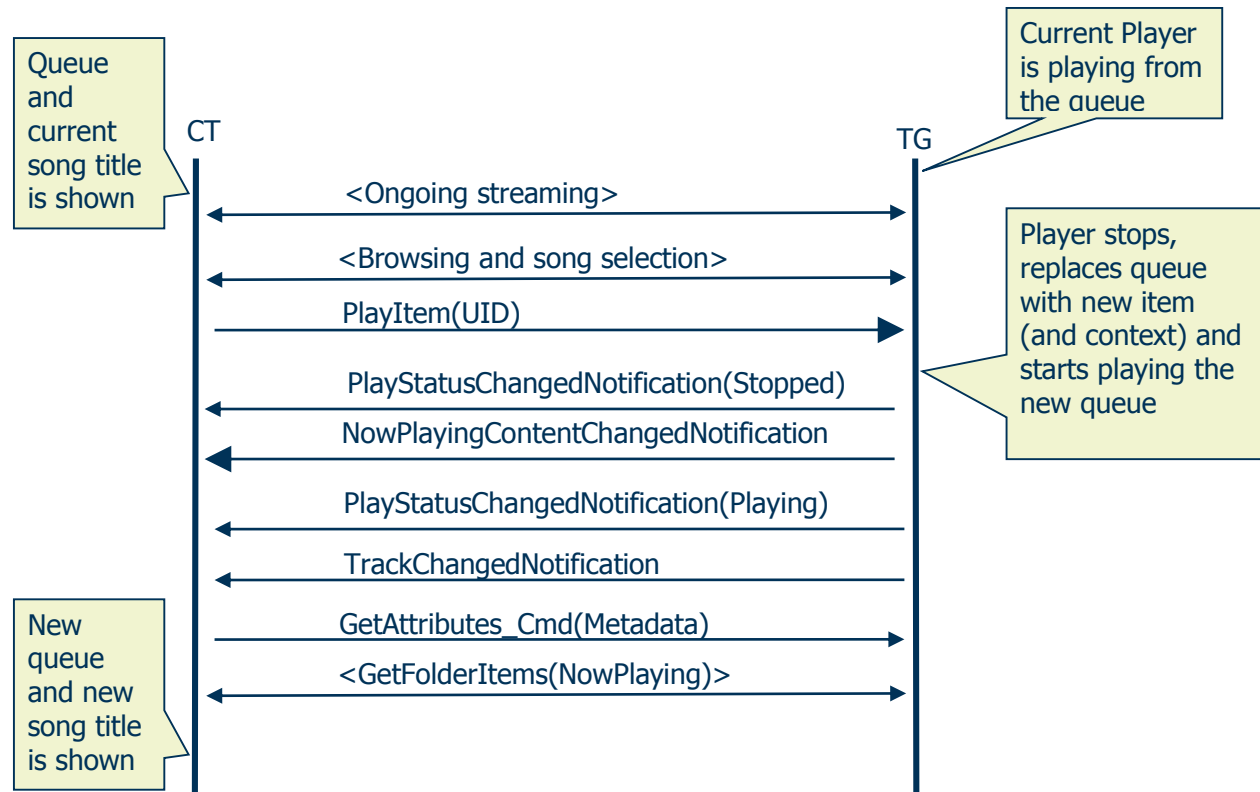 Queue
and
current
song title
is shown
Current Player
is playing from
the queue
CT
TG
<Ongoing streaming>
<Browsing and song selection>
PlayItem(UID)
Player stops,
replaces queue
with new item
(and context) and
starts playing the
new queue
PlayStatusChangedNotification(Stopped)
NowPlayingContentChangedNotification
PlayStatusChangedNotification(Playing)
TrackChangedNotification
GetAttributes_Cmd(Metadata)
<GetFolderItems(NowPlaying)>
New
queue
and new
song title
is shown